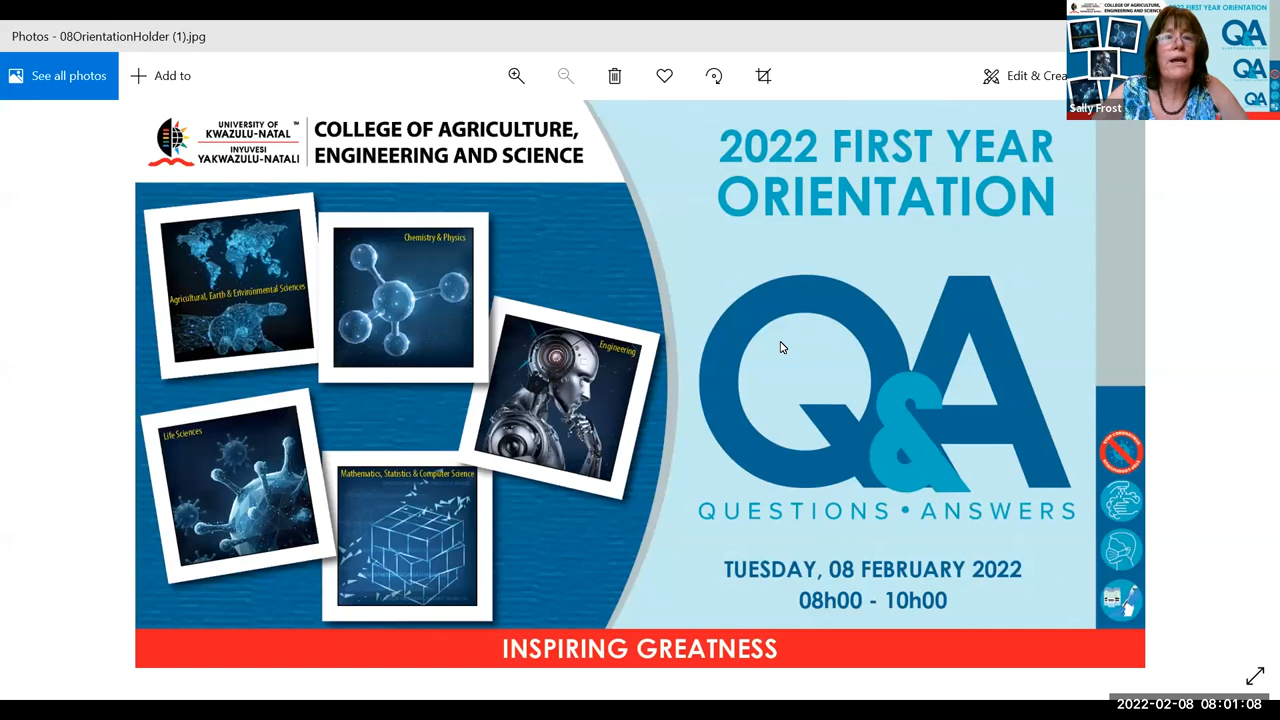 Photos - 08OrientationHolder (1).jpg
See all photos
Add to
Edit & Crea
Sally Frost
UNIVERSITY OF ™
KWAZULU-NATAL
INYUVESI
YAKWAZULU-NATALI
COLLEGE OF AGRICULTURE,
ENGINEERING AND SCIENCE
2022 FIRST YEAR
ORIENTATION
Agricultural, Earth & Environmental Sciences
Chemistry & Physics
Engineering
Life Sciences
Mathematics, Statistics & Computer Science
Q&A
QUESTIONS • ANSWERS
TUESDAY, 08 FEBRUARY 2022
08h00 - 10h00
INSPIRING GREATNESS
2022-02-08 08:01:08